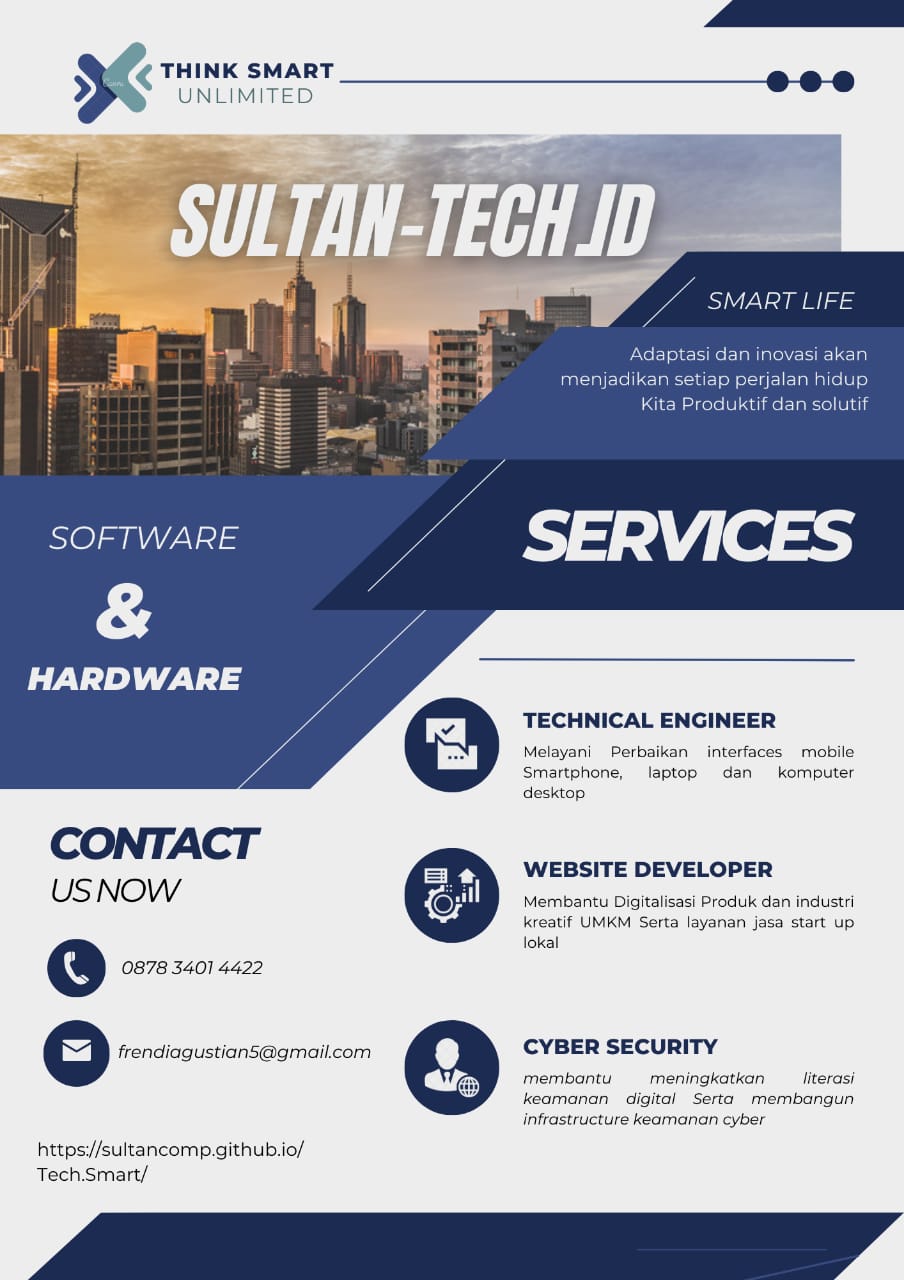 THINK SMART
UNLIMITED
SULTAN-TECH.ID
SMART LIFE
Adaptasi dan inovasi akan
menjadikan setiap perjalan hidup
Kita Produktif dan solutif
SERVICES
SOFTWARE
&
HARDWARE
TECHNICAL ENGINEER
Melayani Perbaikan interfaces mobile
Smartphone, laptop dan komputer
desktop
WEBSITE DEVELOPER
Membantu Digitalisasi Produk dan industri
kreatif UMKM Serta layanan jasa start up
lokal
CYBER SECURITY
membantu meningkatkan literasi
keamanan digital Serta membangun
infrastructure keamanan cyber
CONTACT
US NOW
0878 3401 4422
frendiagustian5@gmail.com
https://sultancomp.github.io/
Tech.Smart/